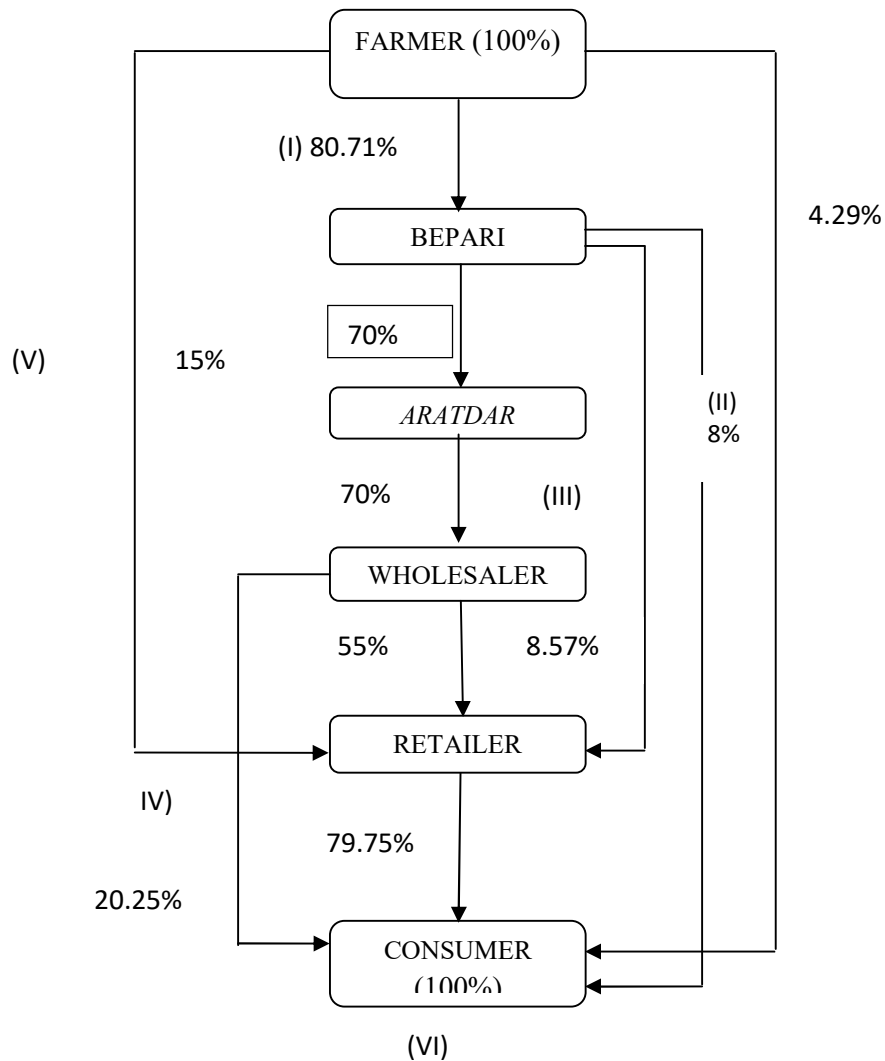 FARMER (100%)
(I) 80.71%
4.29%
BEPARI
70%
(V)
15%
(II)
8%
ARATDAR
70%
(III)
WHOLESALER
55%
8.57%
RETAILER
IV)
79.75%
20.25%
CONSUMER
(100%)
(VI)